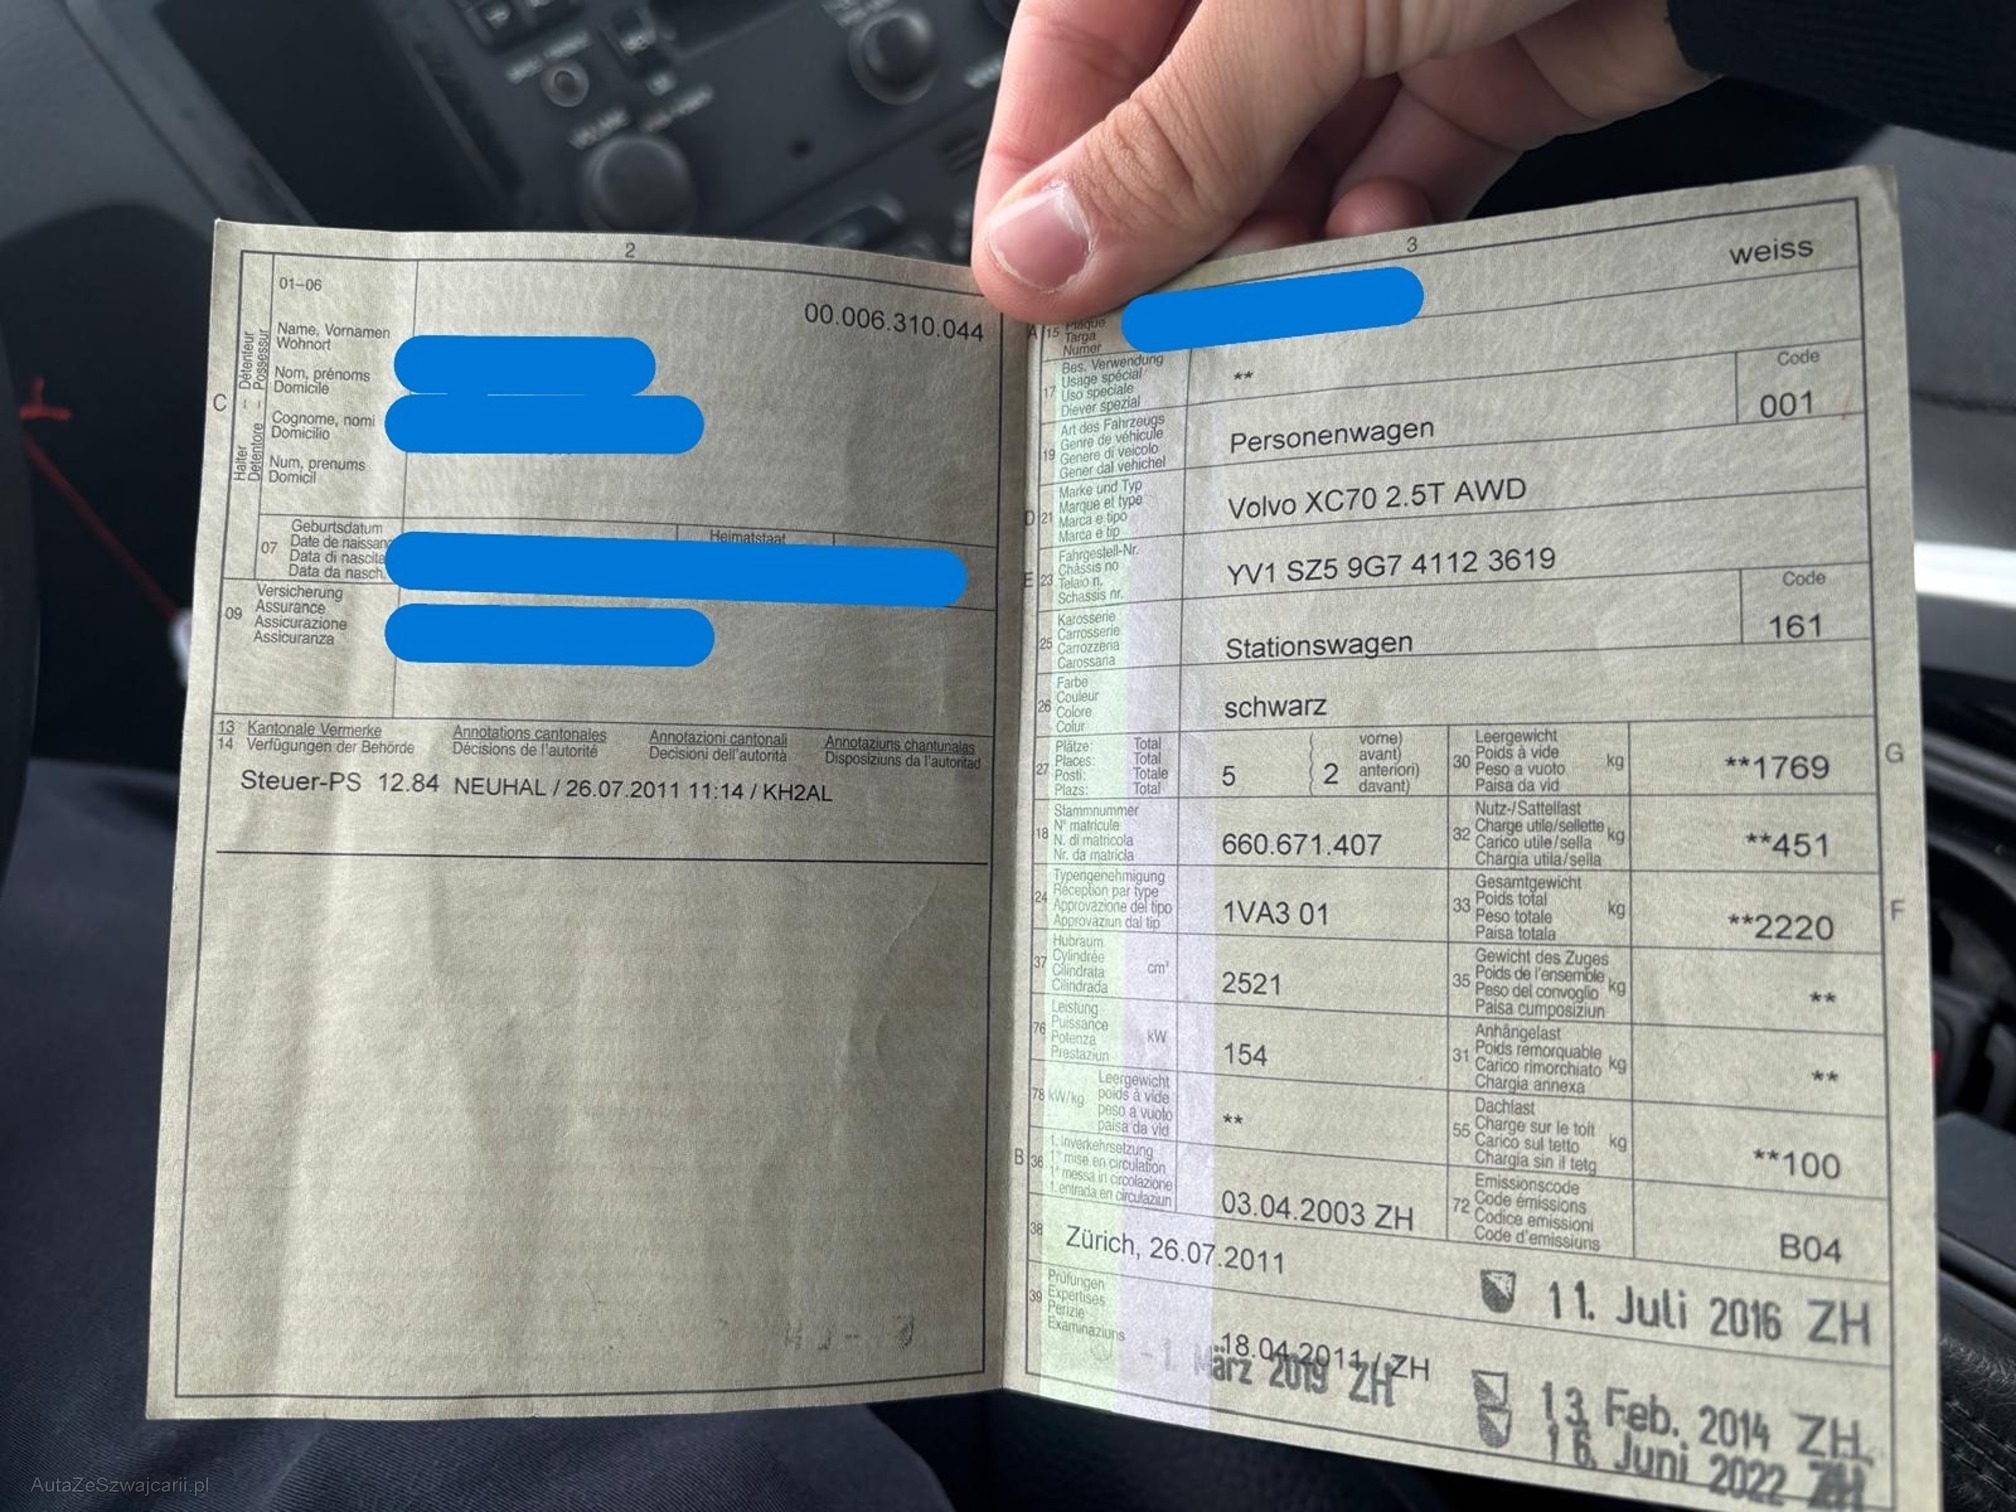 2
01–06
00.006.310.044
C
Halter – Détenteur
Detentore – Possessur
Name, Vornamen
Wohnort
Nom, prénoms
Domicile
Cognome, nomi
Domicilio
Num, prenums
Domicil
07
Geburtsdatum
Date de naissan
Data di nascita
Data da nasch.
Heimatstaat
09
Versicherung
Assurance
Assicurazione
Assicuranza
13 Kantonale Vermerke Annotations cantonales Annotazioni cantonali Annotaziuns chantunalas
14 Verfügungen der Behörde Décisions de l'autorité Decisioni dell'autorità Disposiziuns da l'autoritad
Steuer-PS 12.84 NEUHAL / 26.07.2011 11:14 / KH2AL
3
weiss
A 15 Plaque
Targa
Numer
17
Bes. Verwendung
Usage spécial
Uso speciale
Diever spezial
**
Code
001
19
Art des Fahrzeugs
Genre de véhicule
Genere di veicolo
Gener dal vehichel
Personenwagen
D 21
Marke und Typ
Marque et type
Marca e tipo
Marca e tip
Volvo XC70 2.5T AWD
E 23
Fahrgestell-Nr.
Châssis no
Telaio n.
Schassis nr.
YV1 SZ5 9G7 4112 3619
Code
161
25
Karosserie
Carrosserie
Carrozzeria
Carossaria
Stationswagen
26
Farbe
Couleur
Colore
Colur
schwarz
27
Plätze: Total
Places: Total
Posti: Totale
Plazs: Total
5
2
vorne)
avant)
anteriori)
davant)
30
Leergewicht
Poids à vide
Peso a vuoto
Paisa da vid
kg
**1769
G
18
Stammnummer
N° matricule
N. di matricola
Nr. da matricla
660.671.407
32
Nutz-/Sattellast
Charge utile/sellette
Carico utile/sella
Chargia utila/sella
kg
**451
24
Typengenehmigung
Réception par type
Approvazione del tipo
Approvaziun dal tip
1VA3 01
33
Gesamtgewicht
Poids total
Peso totale
Paisa totala
kg
**2220
F
37
Hubraum
Cylindrée
Cilindrata
Cilindrada
cm³
2521
35
Gewicht des Zuges
Poids de l'ensemble
Peso del convoglio
Paisa cumposiziun
kg
**
76
Leistung
Puissance
Potenza
Prestaziun
kW
154
31
Anhängelast
Poids remorquable
Carico rimorchiato
Chargia annexa
kg
**
78 kW/kg
Leergewicht
poids à vide
peso a vuoto
paisa da vid
**
55
Dachlast
Charge sur le toit
Carico sul tetto
Chargia sin il tetg
kg
**100
B 36
1. Inverkehrsetzung
1° mise en circulation
1° messa in circolazione
1. entrada en circulaziun
03.04.2003 ZH
72
Emissionscode
Code émissions
Codice emissioni
Code d'emissiuns
B04
38
Zürich, 26.07.2011
11. Juli 2016 ZH
39
Prüfungen
Expertises
Perizie
Examinaziuns
18.04.2011 / ZH
-1. März 2019 ZH
13. Feb. 2014 ZH
16. Juni 2022 ZH
AutaZeSzwajcarii.pl